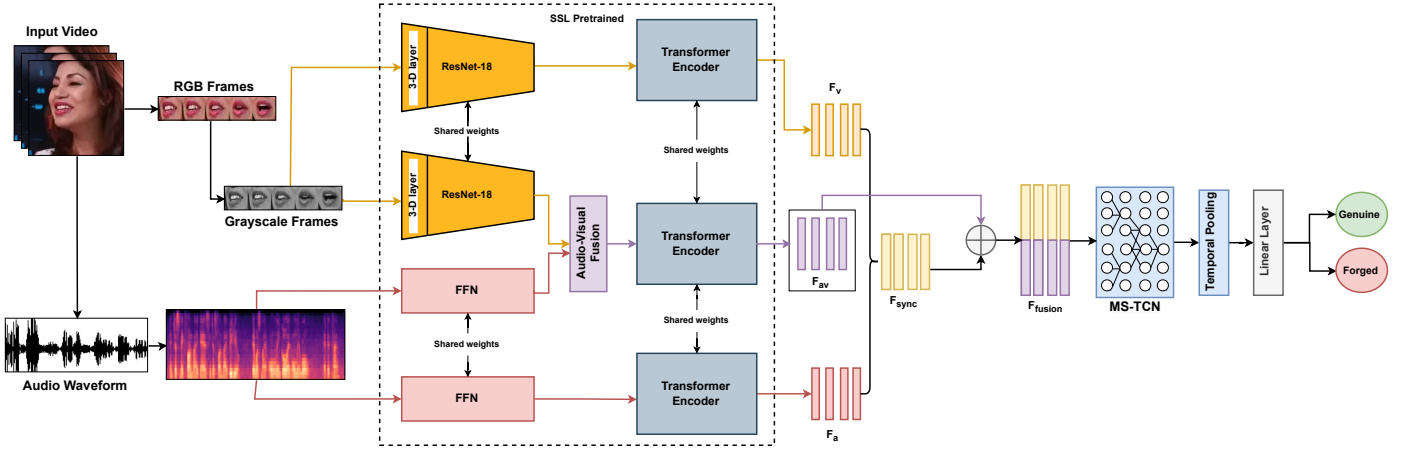 Input Video
RGB Frames
Grayscale Frames
Audio Waveform
SSL Pretrained
3-D layer
ResNet-18
Shared weights
3-D layer
ResNet-18
Audio-Visual
Fusion
FFN
Shared weights
FFN
Transformer
Encoder
Shared weights
Transformer
Encoder
Shared weights
Transformer
Encoder
Fv
Fav
Fa
Fsync
Ffusion
MS-TCN
Temporal Pooling
Linear Layer
Genuine
Forged